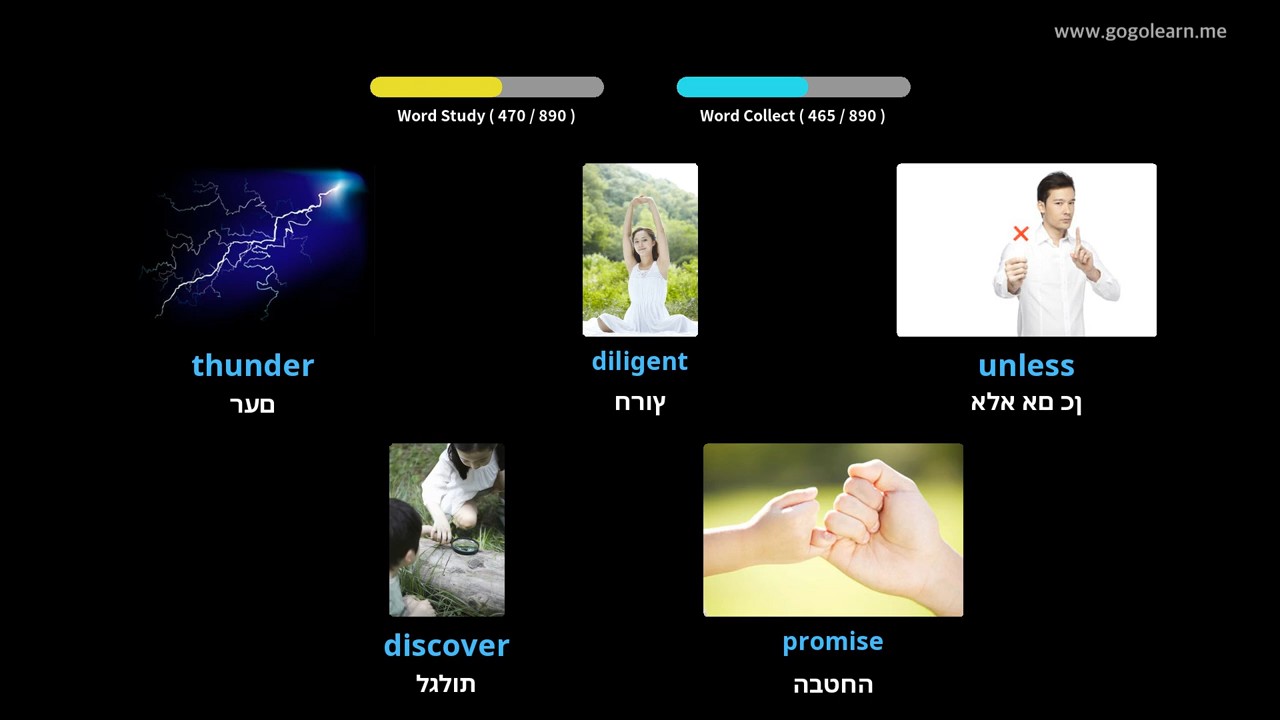 www.gogolearn.me
Word Study ( 470 / 890 )
Word Collect ( 465 / 890 )
thunder
םער
diligent
ץורח
unless
ןכ םא אלא
discover
תולגל
promise
החטבה